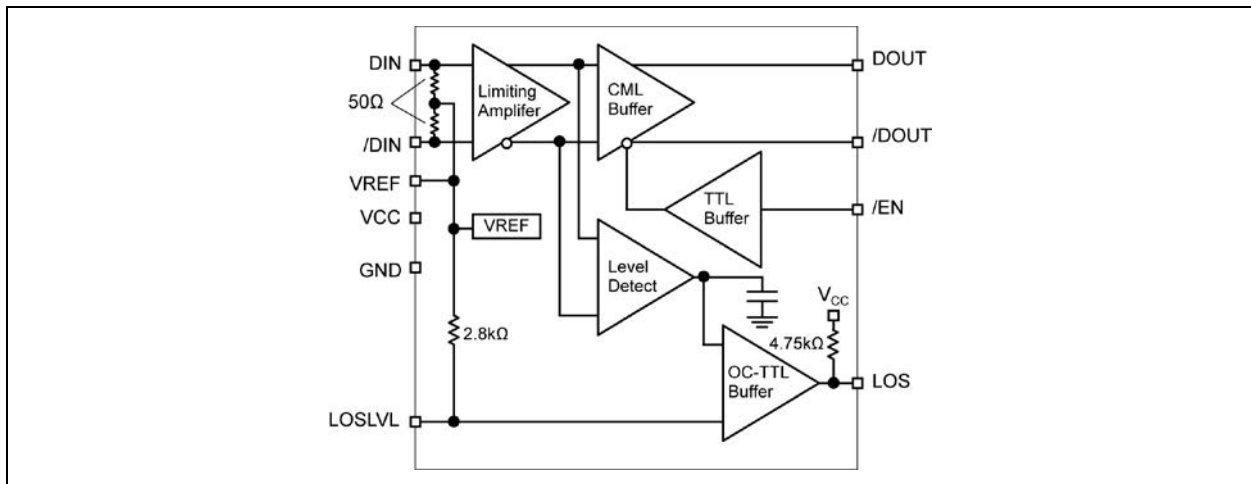 DIN
DOUT
50Ω
Limiting
Amplifer
CML
Buffer
/DIN
/DOUT
VREF
TTL
Buffer
/EN
VCC
VREF
GND
Level
Detect
VCC
2.8kΩ
4.75kΩ
OC-TTL
Buffer
LOS
LOSLVL